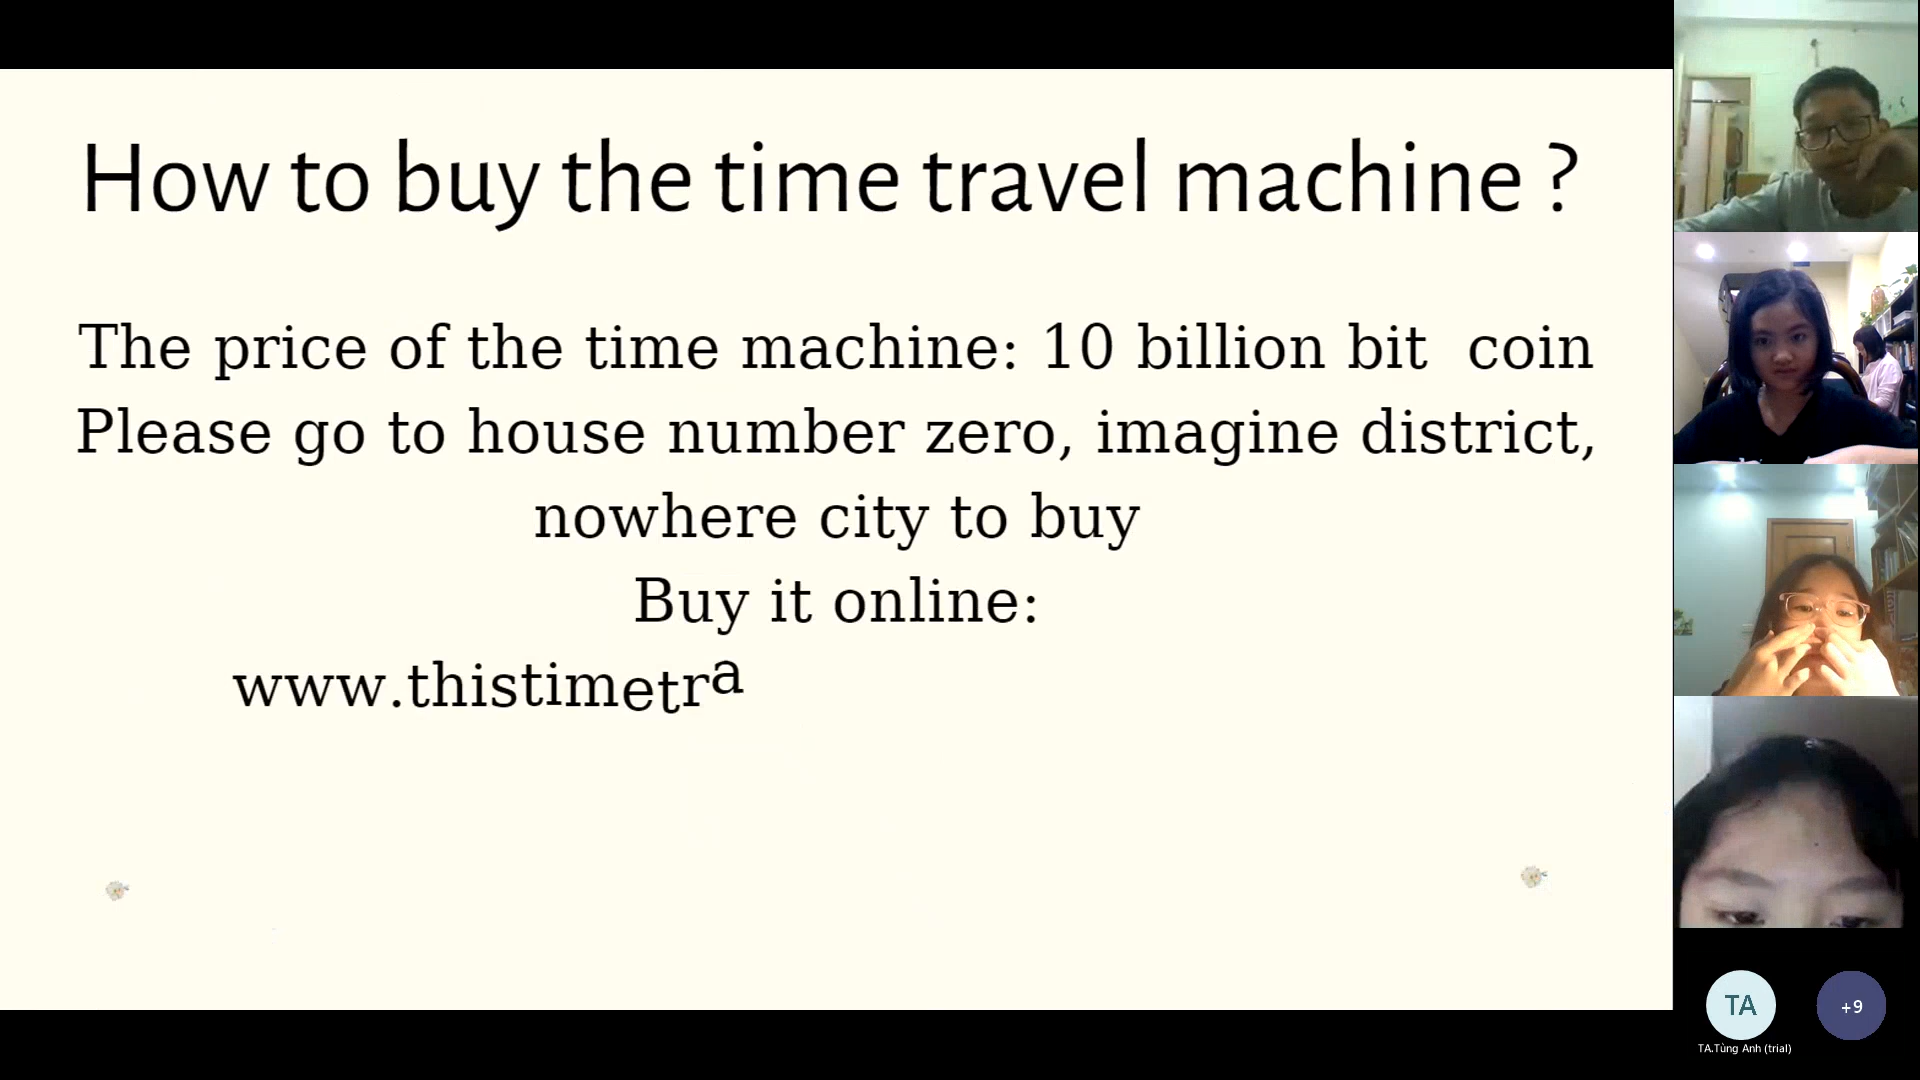 How to buy the time travel machine ?
The price of the time machine: 10 billion bit  coin
Please go to house number zero, imagine district,
nowhere city to buy
Buy it online:
www.thistimetra
TA
+9
TA.Tùng Anh (trial)